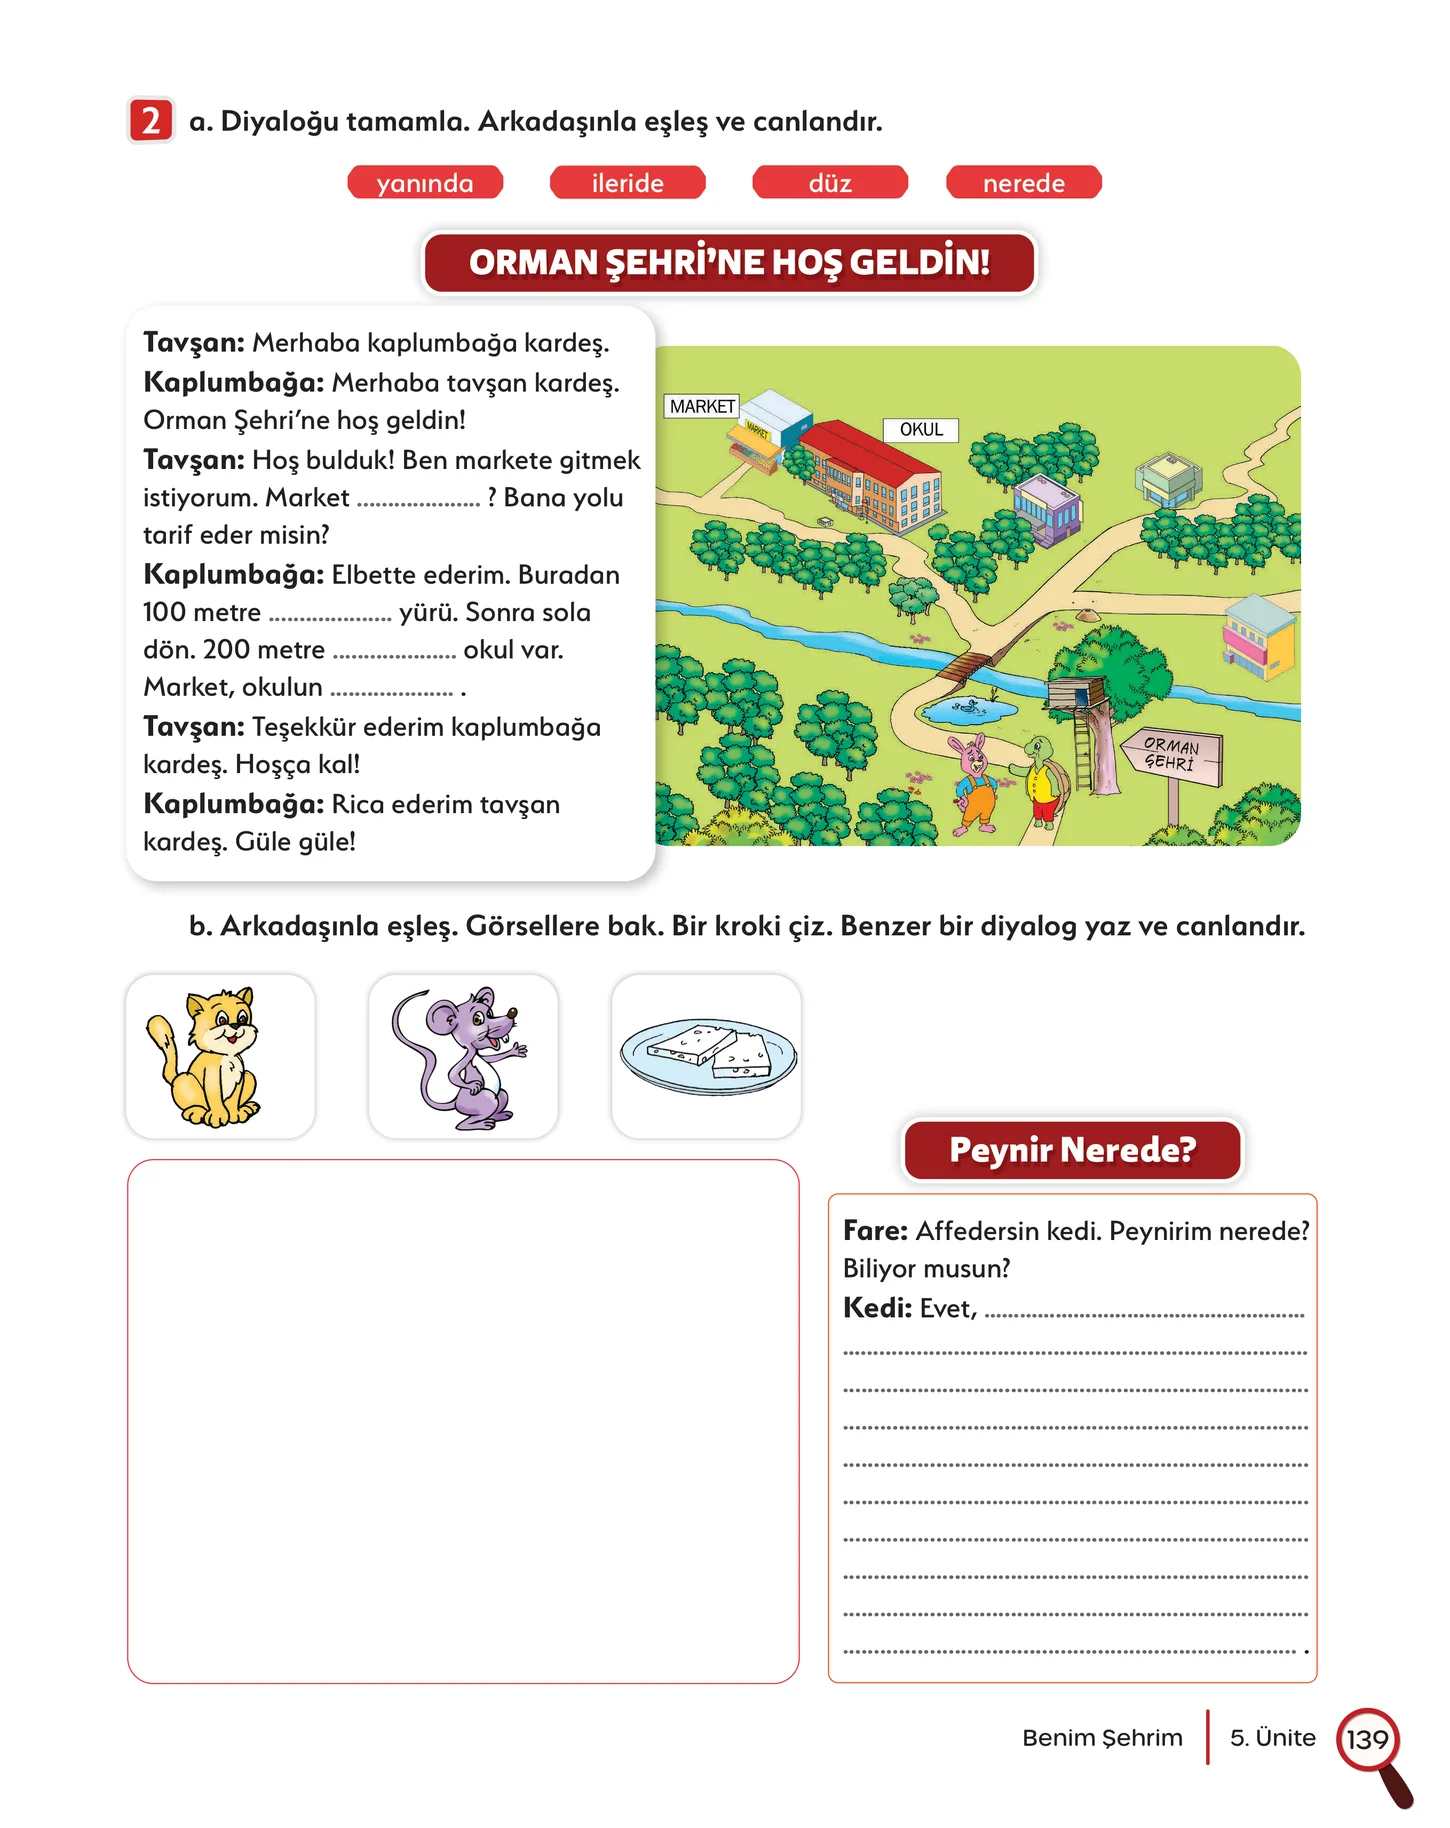 2 a. Diyaloğu tamamla. Arkadaşınla eşleş ve canlandır.
yanında ileride düz nerede
ORMAN ŞEHRİ’NE HOŞ GELDİN!
Tavşan: Merhaba kaplumbağa kardeş.
Kaplumbağa: Merhaba tavşan kardeş.
Orman Şehri’ne hoş geldin!
Tavşan: Hoş bulduk! Ben markete gitmek
istiyorum. Market .................... ? Bana yolu
tarif eder misin?
Kaplumbağa: Elbette ederim. Buradan
100 metre .................... yürü. Sonra sola
dön. 200 metre .................... okul var.
Market, okulun .................... .
Tavşan: Teşekkür ederim kaplumbağa
kardeş. Hoşça kal!
Kaplumbağa: Rica ederim tavşan
kardeş. Güle güle!
MARKET
MARKET
OKUL
ORMAN
ŞEHRİ
b. Arkadaşınla eşleş. Görsellere bak. Bir kroki çiz. Benzer bir diyalog yaz ve canlandır.
Peynir Nerede?
Fare: Affedersin kedi. Peynirim nerede?
Biliyor musun?
Kedi: Evet, ......................................................
Benim Şehrim 5. Ünite 139